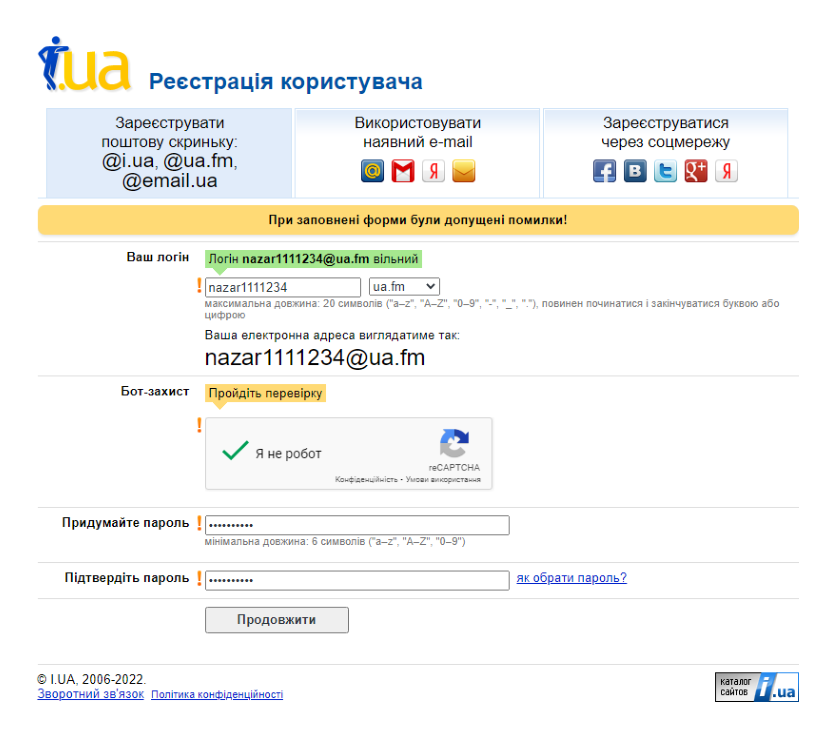 i.ua Реєстрація користувача
Зареєструвати
поштову скриньку:
@i.ua, @ua.fm,
@email.ua
Використовувати
наявний e-mail
@ M Я
Зареєструватися
через соцмережу
f B t g+ Я
При заповнені форми були допущені помилки!
Ваш логін
Логін nazar1111234@ua.fm вільний
! nazar1111234 ua.fm
максимальна довжина: 20 символів ("a–z", "A–Z", "0–9", "-", "_", "."), повинен починатися і закінчуватися буквою або
цифрою
Ваша електронна адреса виглядатиме так:
nazar1111234@ua.fm
Бот-захист
Пройдіть перевірку
!
Я не робот
reCAPTCHA
Конфіденційність - Умови використання
Придумайте пароль ! ••••••••••
мінімальна довжина: 6 символів ("a–z", "A–Z", "0–9")
Підтвердіть пароль ! •••••••••• як обрати пароль?
Продовжити
© I.UA, 2006-2022.
Зворотний зв'язок Політика конфіденційності
каталог
сайтов i.ua